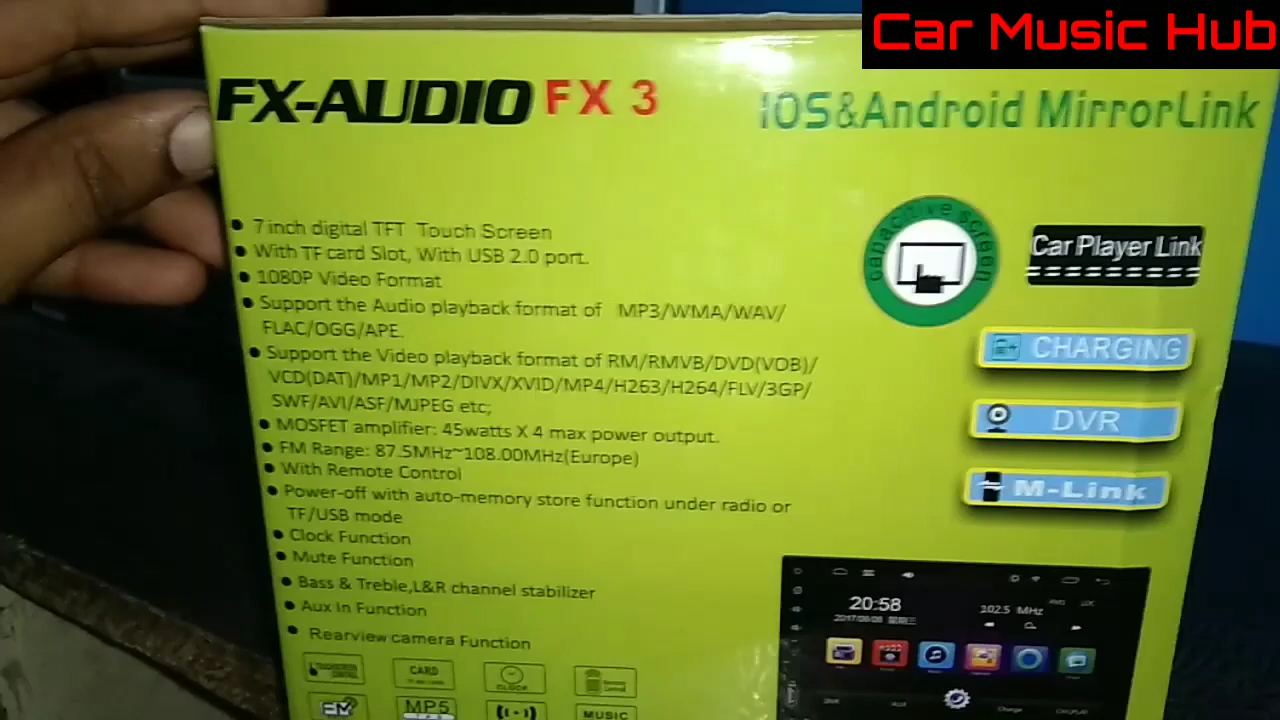 Car Music Hub
FX-AUDIO FX 3
IOS&Android MirrorLink
• 7 inch digital TFT Touch Screen
• With TF card Slot, With USB 2.0 port.
• 1080P Video Format
• Support the Audio playback format of MP3/WMA/WAV/
FLAC/OGG/APE.
• Support the Video playback format of RM/RMVB/DVD(VOB)/
VCD(DAT)/MP1/MP2/DIVX/XVID/MP4/H263/H264/FLV/3GP/
SWF/AVI/ASF/MJPEG etc;
• MOSFET amplifier: 45watts X 4 max power output.
• FM Range: 87.5MHz~108.00MHz(Europe)
• With Remote Control
• Power-off with auto-memory store function under radio or
TF/USB mode
• Clock Function
• Mute Function
• Bass & Treble,L&R channel stabilizer
• Aux In Function
• Rearview camera Function
capacitive screen
Car Player Link
CHARGING
DVR
M-Link
20:58
102.5 MHz
CARD
CLOCK
FM
MP5
MUSIC